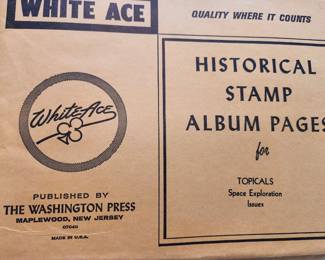 WHITE ACE
QUALITY WHERE IT COUNTS
White Ace
PUBLISHED BY
THE WASHINGTON PRESS
MAPLEWOOD, NEW JERSEY
07040
MADE IN U.S.A.
HISTORICAL
STAMP
ALBUM PAGES
for
TOPICALS
Space Exploration
Issues